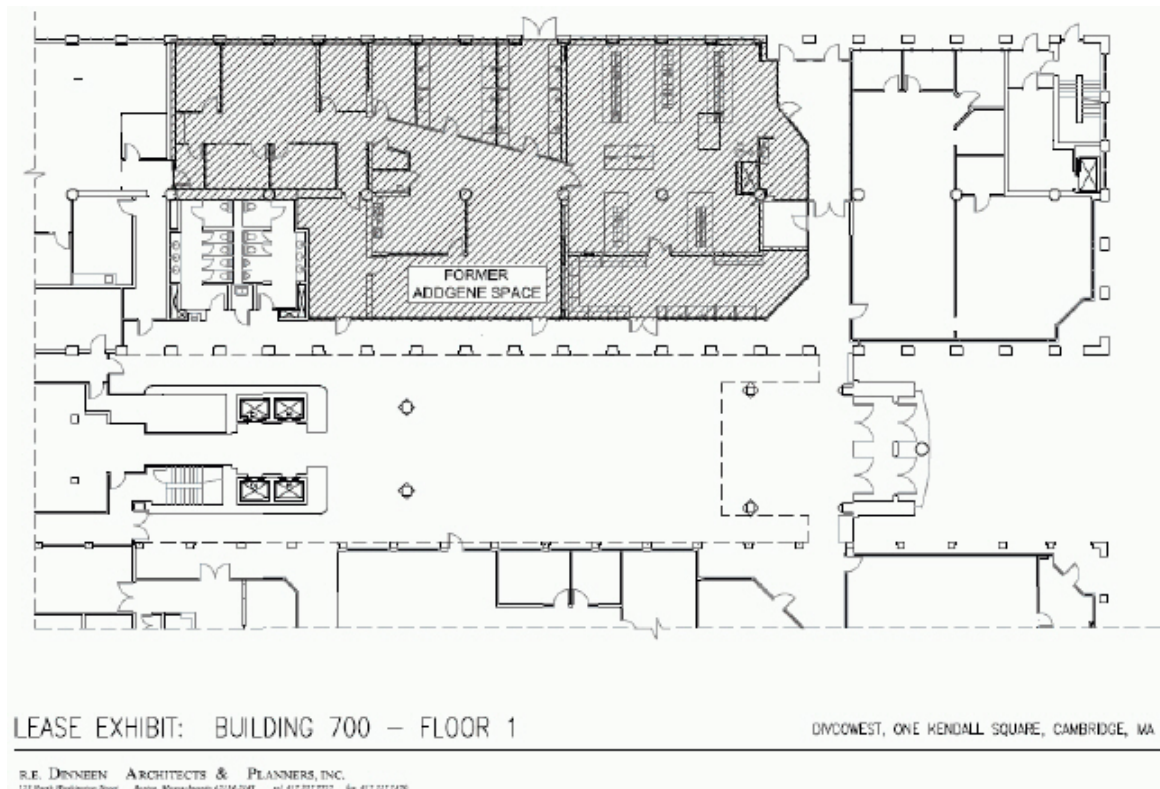 FORMER
ADDGENE SPACE
LEASE EXHIBIT: BUILDING 700 – FLOOR 1
DIVCOWEST, ONE KENDALL SQUARE, CAMBRIDGE, MA
R.E. DINNEEN ARCHITECTS & PLANNERS, INC.